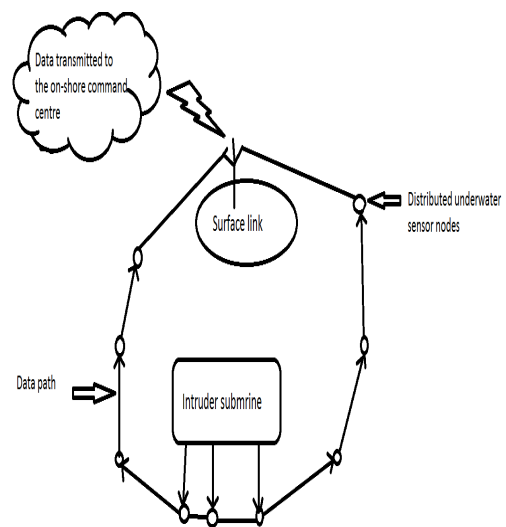 Data transmitted to
the on-shore command
centre
Surface link
Distributed underwater
sensor nodes
Data path
Intruder submrine